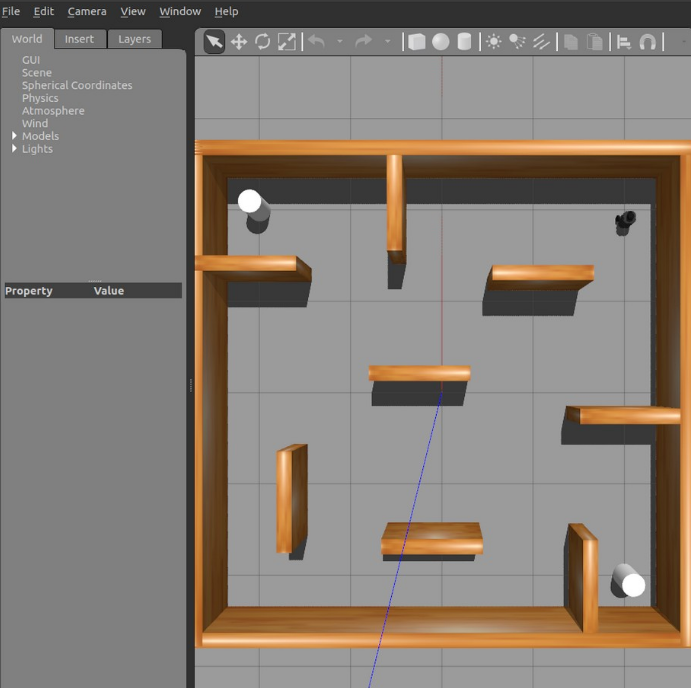 File Edit Camera View Window Help
World Insert Layers
GUI
Scene
Spherical Coordinates
Physics
Atmosphere
Wind
Models
Lights
Property Value